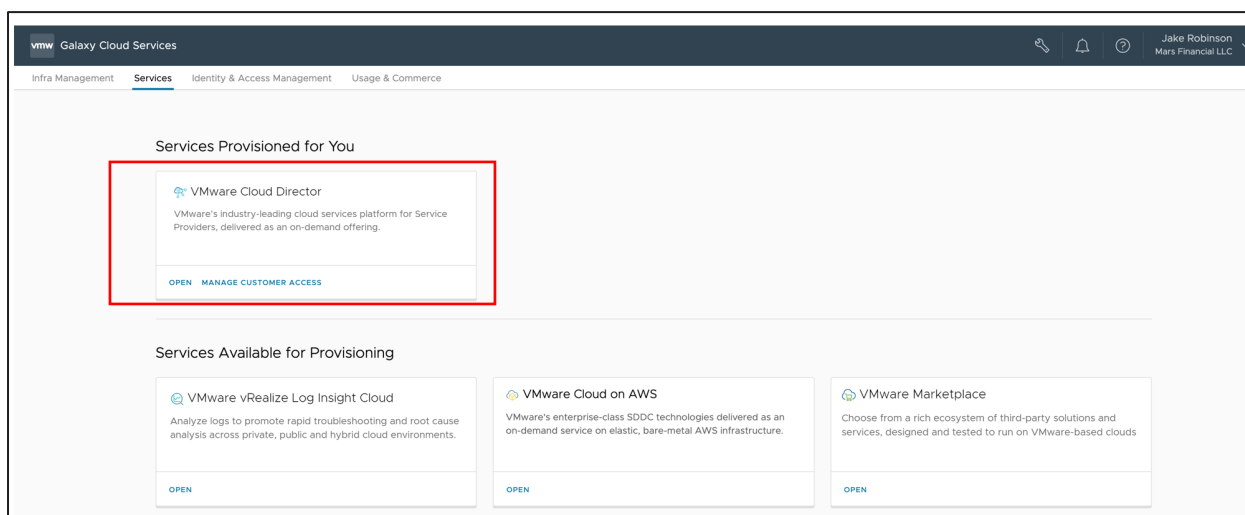 vmw Galaxy Cloud Services
Jake Robinson
Mars Financial LLC
Infra Management Services Identity & Access Management Usage & Commerce
Services Provisioned for You
VMware Cloud Director
VMware's industry-leading cloud services platform for Service
Providers, delivered as an on-demand offering.
OPEN MANAGE CUSTOMER ACCESS
Services Available for Provisioning
VMware vRealize Log Insight Cloud
Analyze logs to promote rapid troubleshooting and root cause
analysis across private, public and hybrid cloud environments.
OPEN
VMware Cloud on AWS
VMware's enterprise-class SDDC technologies delivered as an
on-demand service on elastic, bare-metal AWS infrastructure.
OPEN
VMware Marketplace
Choose from a rich ecosystem of third-party solutions and
services, designed and tested to run on VMware-based clouds
OPEN